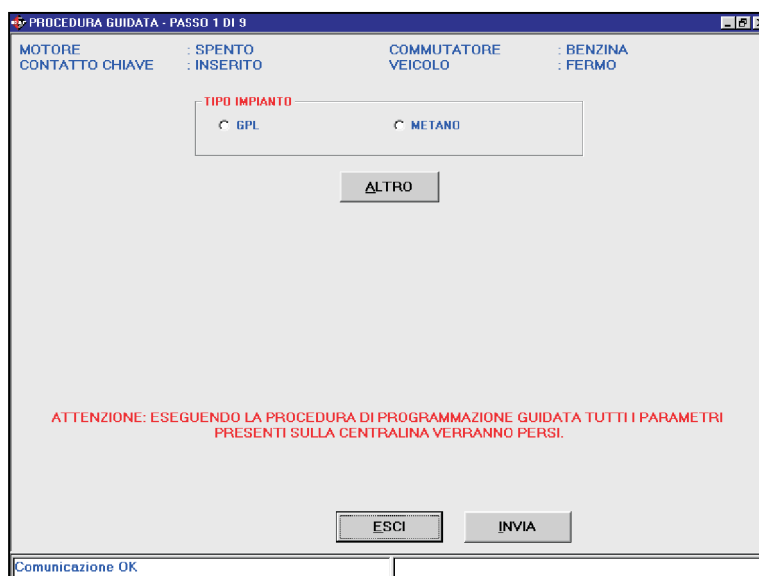 PROCEDURA GUIDATA - PASSO 1 DI 9
MOTORE : SPENTO COMMUTATORE : BENZINA
CONTATTO CHIAVE : INSERITO VEICOLO : FERMO
TIPO IMPIANTO
GPL METANO
ALTRO
ATTENZIONE: ESEGUENDO LA PROCEDURA DI PROGRAMMAZIONE GUIDATA TUTTI I PARAMETRI
PRESENTI SULLA CENTRALINA VERRANNO PERSI.
ESCI INVIA
Comunicazione OK